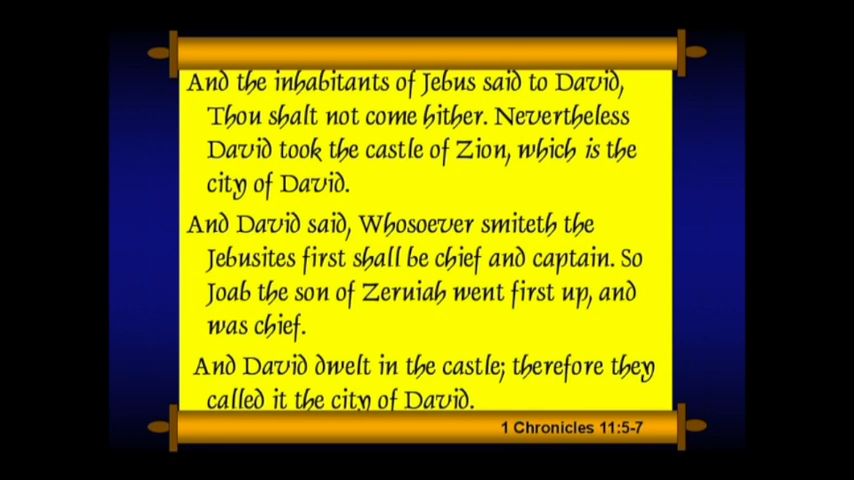 And the inhabitants of Jebus said to David,
Thou shalt not come hither. Nevertheless
David took the castle of Zion, which is the
city of David.
And David said, Whosoever smiteth the
Jebusites first shall be chief and captain. So
Joab the son of Zeruiah went first up, and
was chief.
And David dwelt in the castle; therefore they
called it the city of David.
1 Chronicles 11:5-7